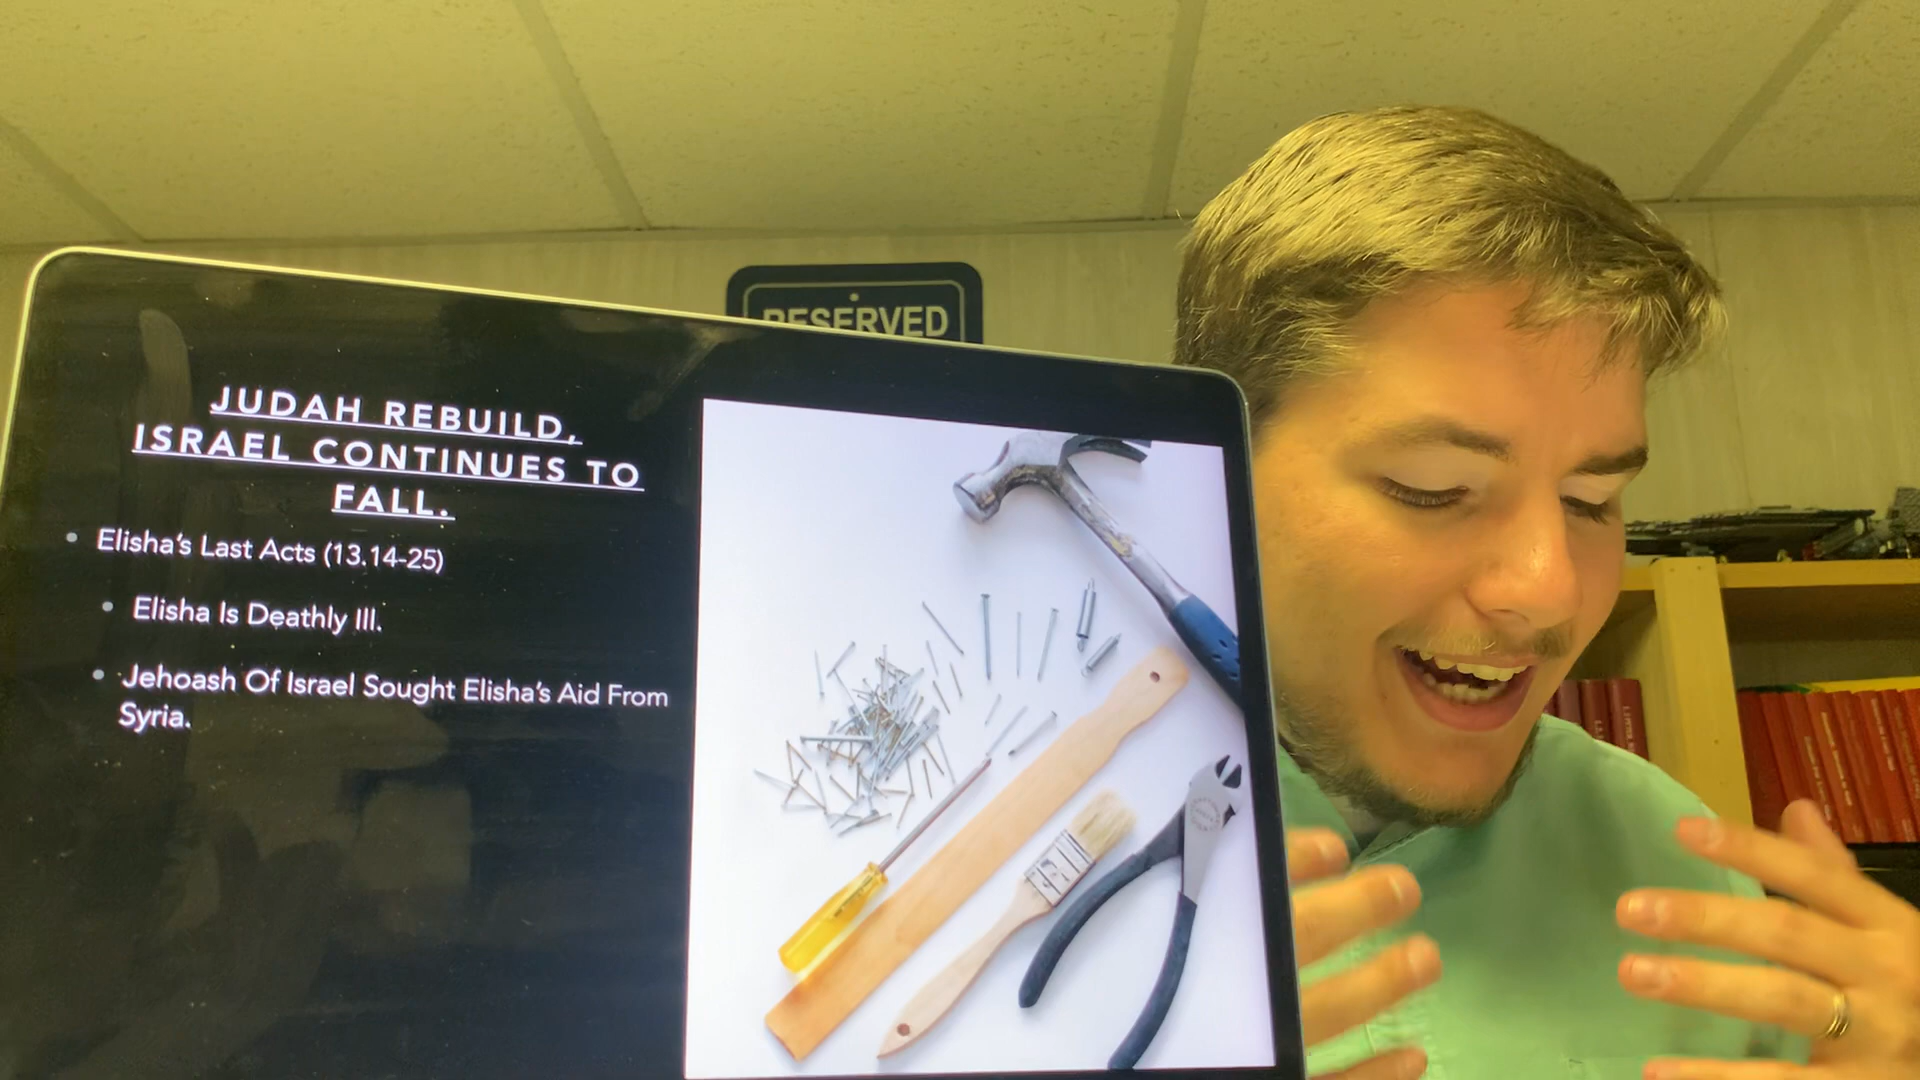 RESERVED
JUDAH REBUILD,
ISRAEL CONTINUES TO
FALL.
• Elisha's Last Acts (13.14-25)
• Elisha Is Deathly Ill.
• Jehoash Of Israel Sought Elisha's Aid From
Syria.